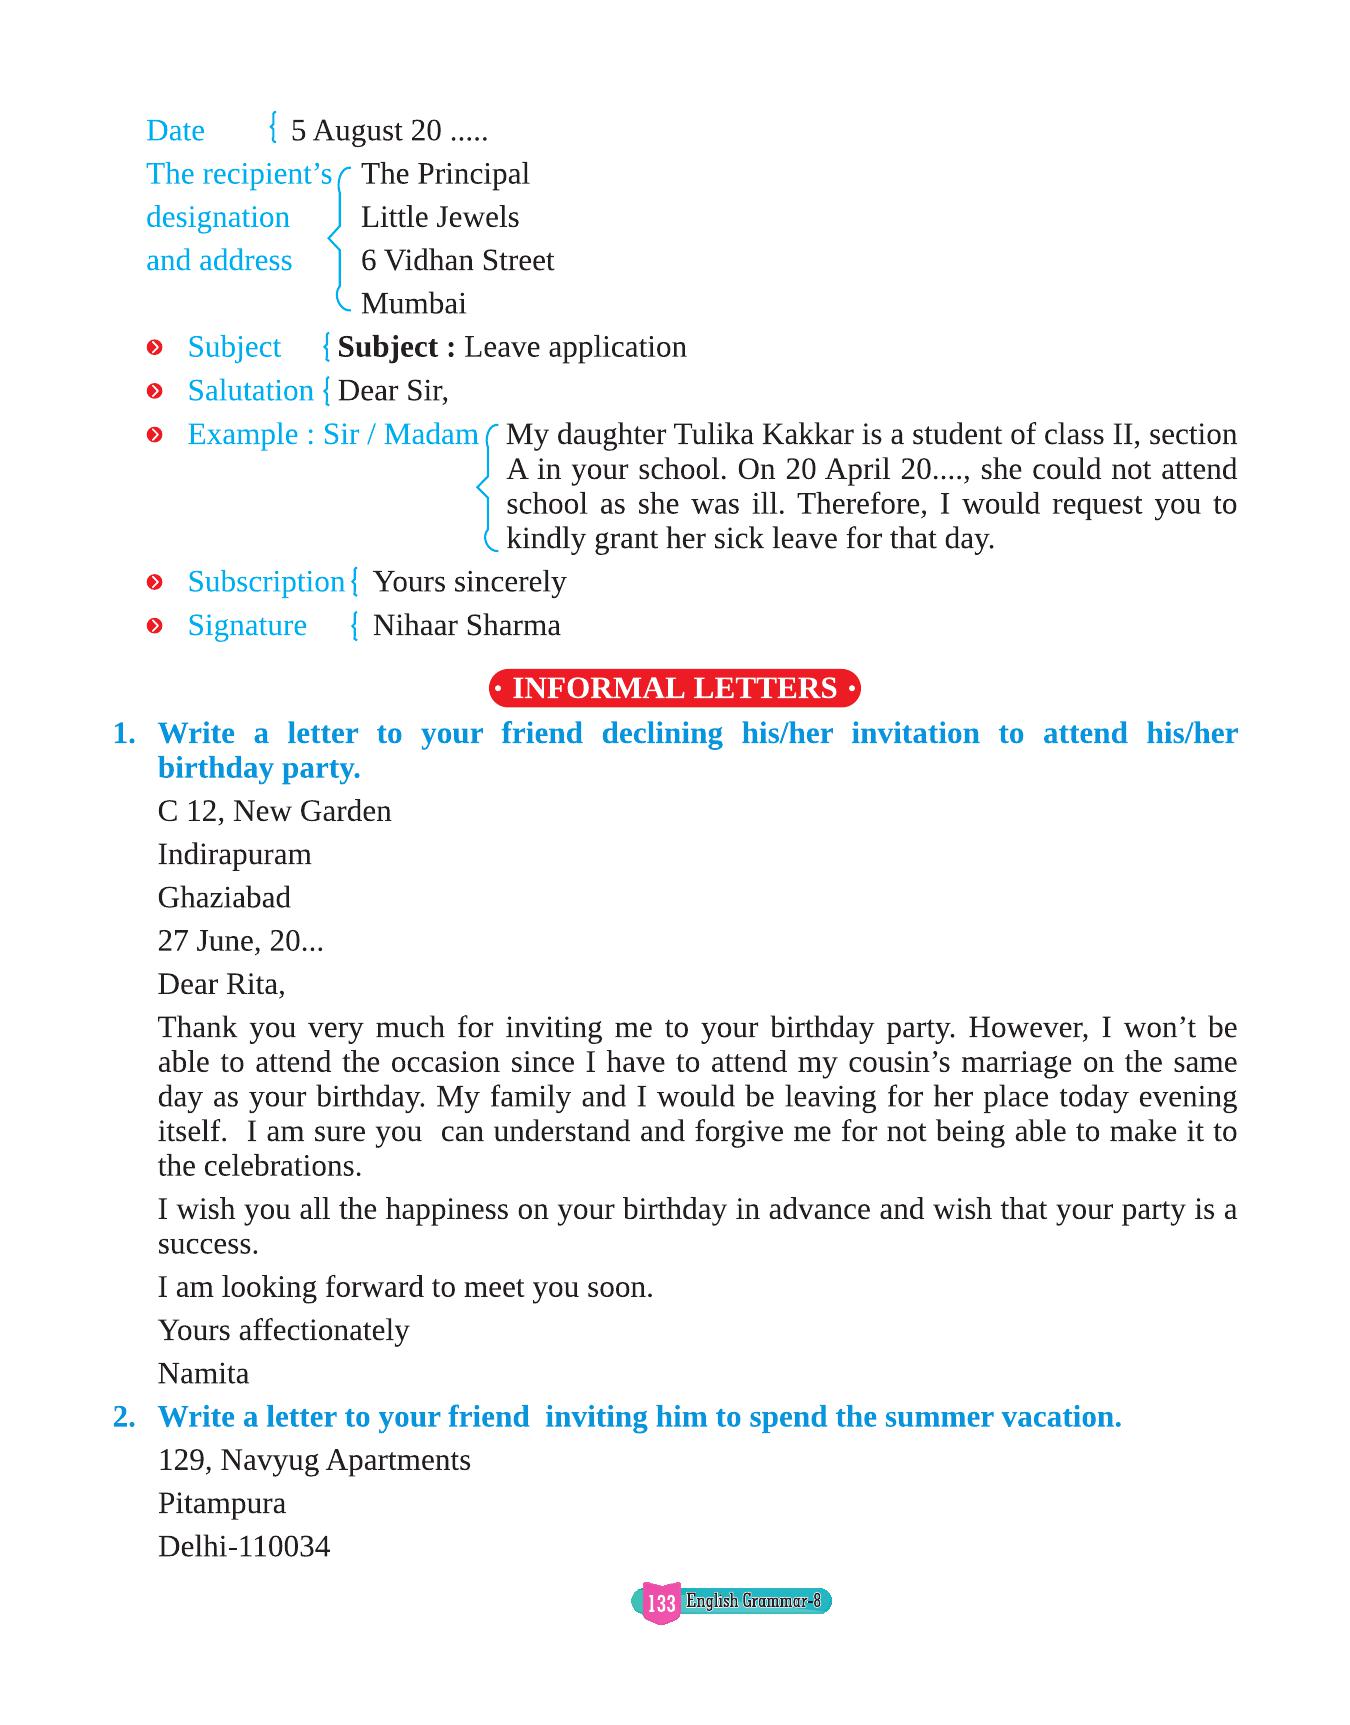 Date { 5 August 20 .....
The recipient’s The Principal
designation Little Jewels
and address 6 Vidhan Street
Mumbai
Subject { Subject : Leave application
Salutation { Dear Sir,
Example : Sir / Madam My daughter Tulika Kakkar is a student of class II, section
A in your school. On 20 April 20...., she could not attend
school as she was ill. Therefore, I would request you to
kindly grant her sick leave for that day.
Subscription { Yours sincerely
Signature { Nihaar Sharma
• INFORMAL LETTERS •
1. Write a letter to your friend declining his/her invitation to attend his/her
birthday party.
C 12, New Garden
Indirapuram
Ghaziabad
27 June, 20...
Dear Rita,
Thank you very much for inviting me to your birthday party. However, I won’t be
able to attend the occasion since I have to attend my cousin’s marriage on the same
day as your birthday. My family and I would be leaving for her place today evening
itself. I am sure you can understand and forgive me for not being able to make it to
the celebrations.
I wish you all the happiness on your birthday in advance and wish that your party is a
success.
I am looking forward to meet you soon.
Yours affectionately
Namita
2. Write a letter to your friend inviting him to spend the summer vacation.
129, Navyug Apartments
Pitampura
Delhi-110034
133 English Grammar-8